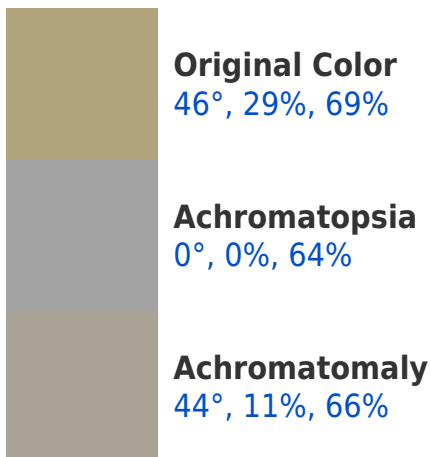 Original Color
46°, 29%, 69%
Achromatopsia
0°, 0%, 64%
Achromatomaly
44°, 11%, 66%